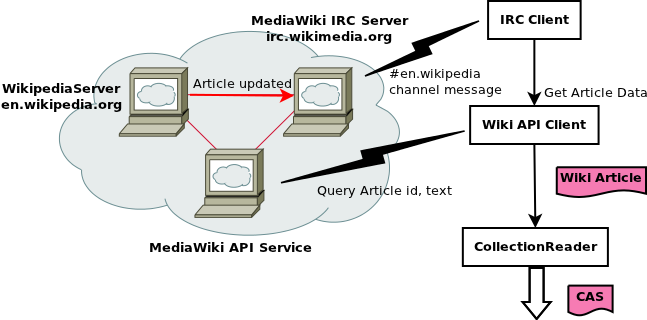 MediaWiki IRC Server
irc.wikimedia.org
IRC Client
WikipediaServer
en.wikipedia.org
Article updated
#en.wikipedia
channel message
Get Article Data
Wiki API Client
Query Article id, text
Wiki Article
MediaWiki API Service
CollectionReader
CAS